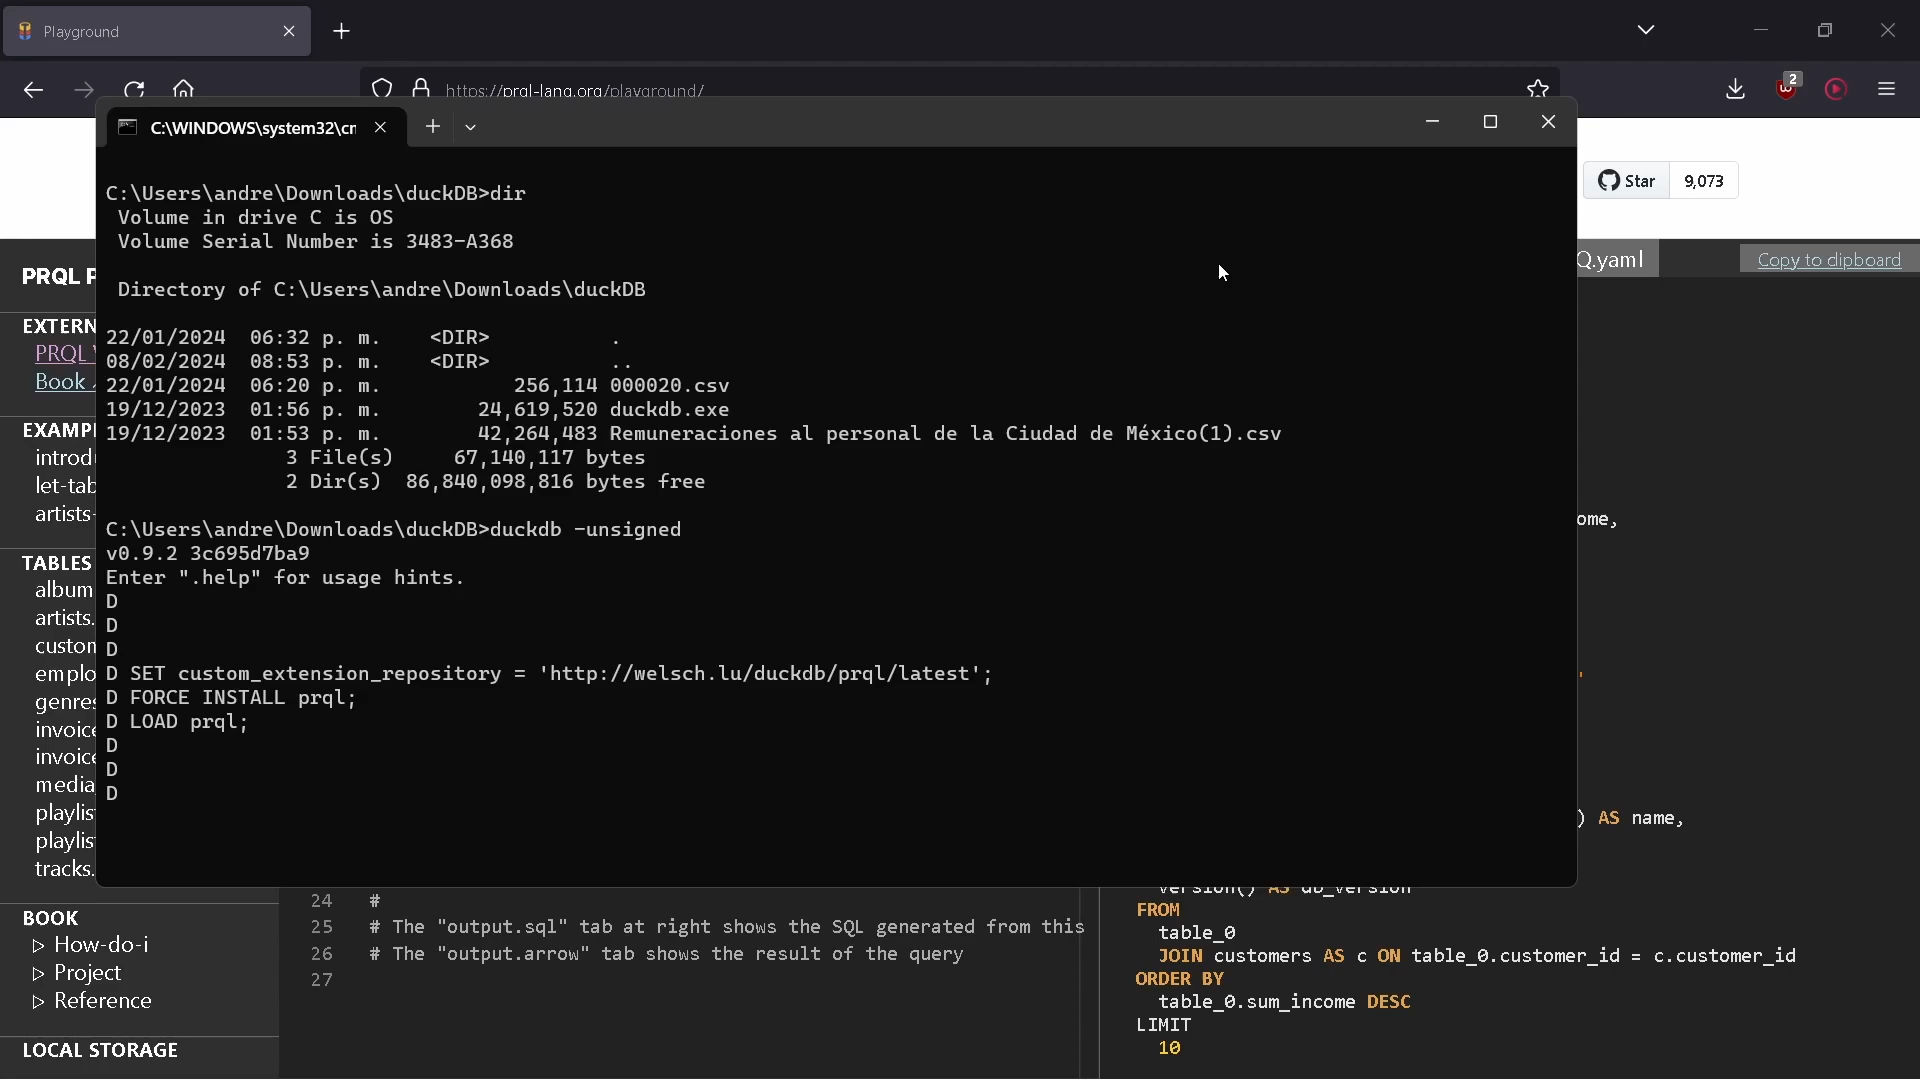 Playground
https://prql-lang.org/playground/
2
C:\WINDOWS\system32\cr
Star 9,073
C:\Users\andre\Downloads\duckDB>dir
Volume in drive C is OS
Volume Serial Number is 3483-A368
Directory of C:\Users\andre\Downloads\duckDB
22/01/2024 06:32 p. m. <DIR> .
08/02/2024 08:53 p. m. <DIR> ..
22/01/2024 06:20 p. m. 256,114 000020.csv
19/12/2023 01:56 p. m. 24,619,520 duckdb.exe
19/12/2023 01:53 p. m. 42,264,483 Remuneraciones al personal de la Ciudad de México(1).csv
3 File(s) 67,140,117 bytes
2 Dir(s) 86,840,098,816 bytes free
C:\Users\andre\Downloads\duckDB>duckdb -unsigned
v0.9.2 3c695d7ba9
Enter ".help" for usage hints.
D
D
D
D SET custom_extension_repository = 'http://welsch.lu/duckdb/prql/latest';
D FORCE INSTALL prql;
D LOAD prql;
D
D
D
PRQL P
EXTERN
PRQL
Book
EXAMPL
introd
let-tab
artists-
TABLES
album
artists.
custom
emplo
genres
invoice
invoice
media
playlis
playlis
tracks.
BOOK
How-do-i
Project
Reference
LOCAL STORAGE
Q.yaml
Copy to clipboard
ome,
'
) AS name,
24 #
25 # The "output.sql" tab at right shows the SQL generated from this
26 # The "output.arrow" tab shows the result of the query
27
version() AS db_version
FROM
table_0
JOIN customers AS c ON table_0.customer_id = c.customer_id
ORDER BY
table_0.sum_income DESC
LIMIT
10